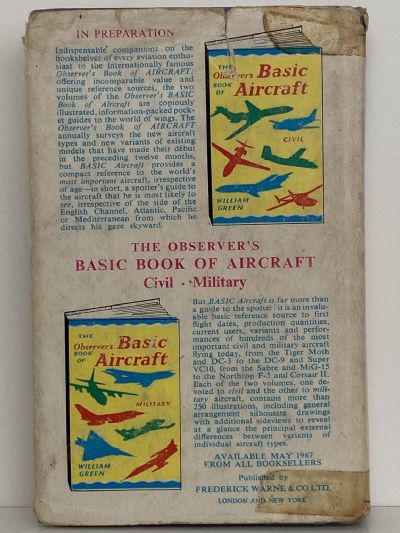 IN PREPARATION
Indispensable companions on the
bookshelves of every aviation enthu-
siast to the internationally famous
Observer's Book of AIRCRAFT;
offering incomparable value and
unique reference sources, the two
volumes of the Observer's BASIC
Book of Aircraft are copiously
illustrated, information-packed pock-
et guides to the world of wings. The
Observer's Book of AIRCRAFT
annually surveys the new aircraft
types and new variants of existing
models that have made their début
in the preceding twelve months,
but BASIC Aircraft provides a
compact reference to the world's
most important aircraft, irrespective
of age—in short, a spotter's guide to
the aircraft that he is most likely to
see, irrespective of the side of the
English Channel, Atlantic, Pacific
or Mediterranean from which he
directs his gaze skyward.
THE
Observer's Basic
BOOK OF Aircraft
CIVIL
WILLIAM
GREEN
THE OBSERVER'S
BASIC BOOK OF AIRCRAFT
Civil · Military
THE
Observer's Basic
BOOK OF Aircraft
MILITARY
WILLIAM
GREEN
But BASIC Aircraft is far more than
a guide to the spotter: it is an invalu-
able basic reference source to first
flight dates, production quantities,
current users, variants and perfor-
mances of hundreds of the most
important civil and military aircraft
flying today, from the Tiger Moth
and DC-3 to the DC-9 and Super
VC10, from the Sabre and MiG-15
to the Northrop F-5 and Corsair II.
Each of the two volumes, one de-
voted to civil and the other to mili-
tary aircraft, contains more than
250 illustrations, including general
arrangement silhouette drawings
with additional sideviews to reveal
at a glance the principal external
differences between variants of
individual aircraft types.
AVAILABLE MAY 1967
FROM ALL BOOKSELLERS
Published by
FREDERICK WARNE & CO LTD.
LONDON AND NEW YORK